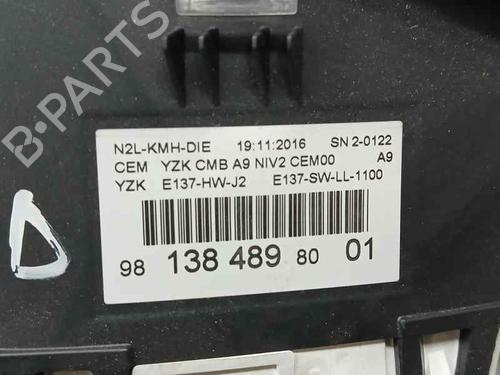 N2L-KMH-DIE 19:11:2016 SN 2-0122
CEM YZK CMB A9 NIV2 CEM00 A9
YZK E137-HW-J2 E137-SW-LL-1100
98 138 489 80 01
D